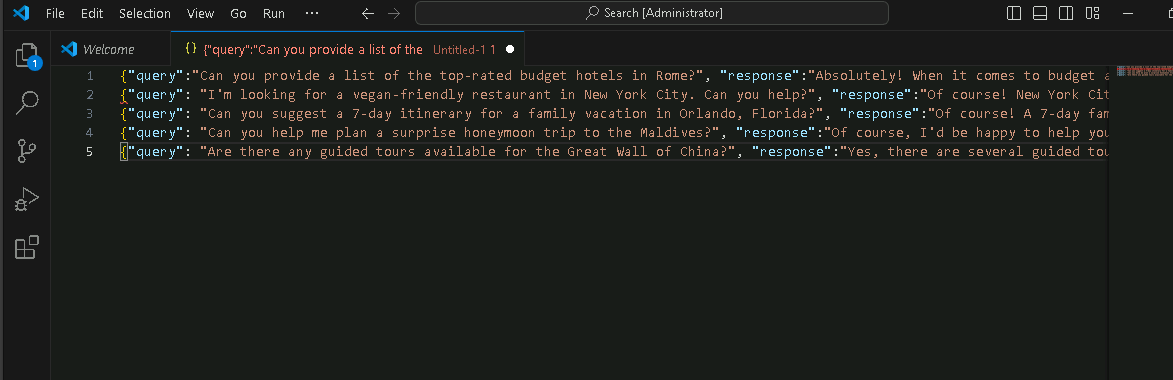 File Edit Selection View Go Run ··· Search [Administrator]
Welcome {} {"query":"Can you provide a list of the Untitled-1 1
1
1 {"query":"Can you provide a list of the top-rated budget hotels in Rome?", "response":"Absolutely! When it comes to budget a
2 {"query": "I'm looking for a vegan-friendly restaurant in New York City. Can you help?", "response":"Of course! New York Cit
3 {"query": "Can you suggest a 7-day itinerary for a family vacation in Orlando, Florida?", "response":"Of course! A 7-day fam
4 {"query": "Can you help me plan a surprise honeymoon trip to the Maldives?", "response":"Of course, I'd be happy to help you
5 {"query": "Are there any guided tours available for the Great Wall of China?", "response":"Yes, there are several guided tou